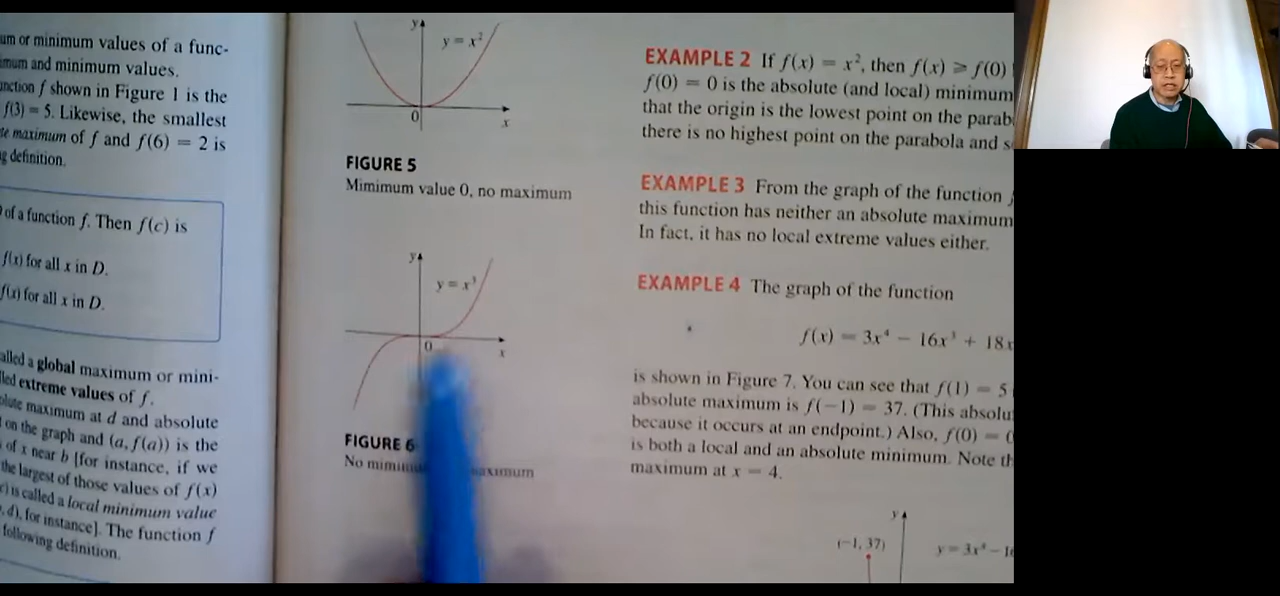 um or minimum values of a func-
imum and minimum values.
nction f shown in Figure 1 is the
f(3) = 5. Likewise, the smallest
te maximum of f and f(6) = 2 is
g definition.
of a function f. Then f(c) is
f(x) for all x in D.
f(x) for all x in D.
alled a global maximum or mini-
lled extreme values of f.
olute maximum at d and absolute
on the graph and (a, f(a)) is the
of x near b [for instance, if we
the largest of those values of f(x)
c) is called a local minimum value
, d), for instance]. The function f
following definition.
y
y = x²
0
x
FIGURE 5
Mimimum value 0, no maximum
y
y = x³
0
x
FIGURE 6
No mimimu aximum
EXAMPLE 2 If f(x) = x², then f(x) ≥ f(0)
f(0) = 0 is the absolute (and local) minimum
that the origin is the lowest point on the parab
there is no highest point on the parabola and s
EXAMPLE 3 From the graph of the function
this function has neither an absolute maximum
In fact, it has no local extreme values either.
EXAMPLE 4 The graph of the function
f(x) = 3x⁴ − 16x³ + 18x
is shown in Figure 7. You can see that f(1) = 5
absolute maximum is f(−1) = 37. (This absolu
because it occurs at an endpoint.) Also, f(0) = 0
is both a local and an absolute minimum. Note th
maximum at x = 4.
y
(−1, 37)
y = 3x⁴ − 16